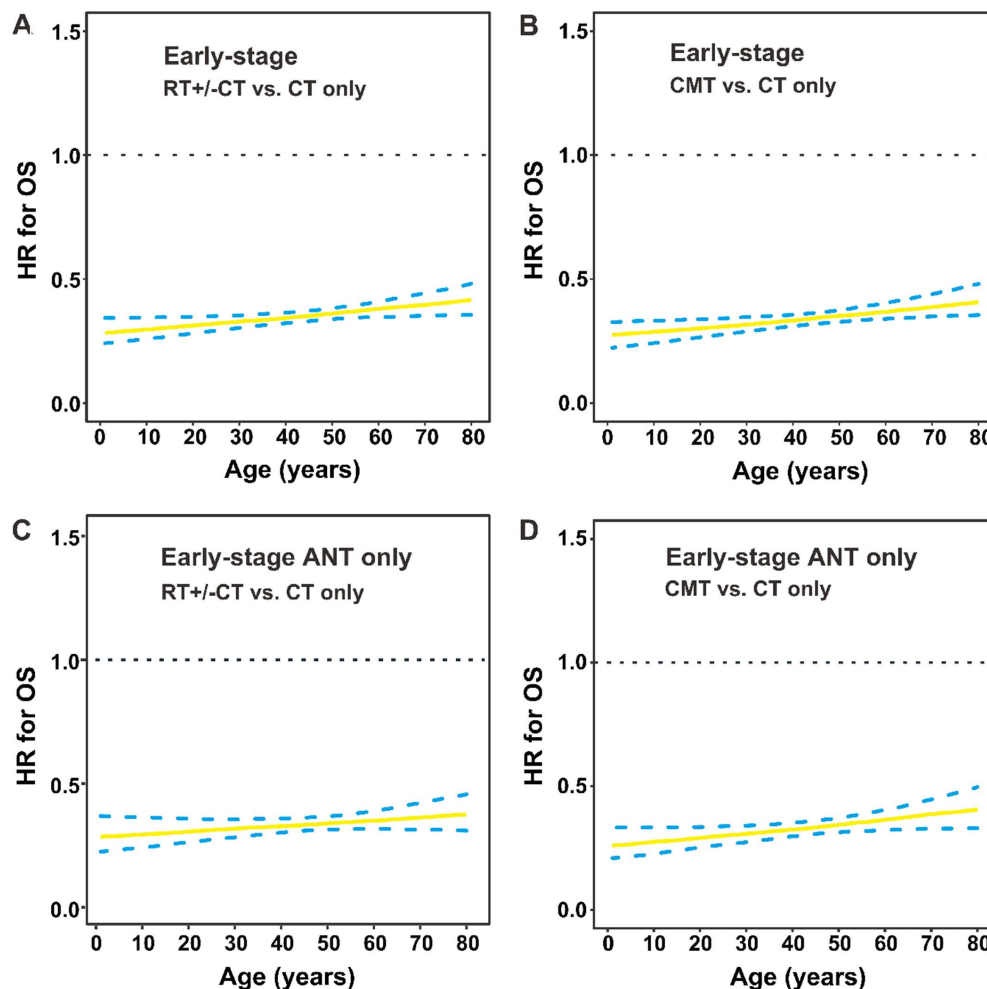 A
Early-stage
RT+/-CT vs. CT only
HR for OS
1.5
1.0
0.5
0.0
0 10 20 30 40 50 60 70 80
Age (years)
B
Early-stage
CMT vs. CT only
HR for OS
1.5
1.0
0.5
0.0
0 10 20 30 40 50 60 70 80
Age (years)
C
Early-stage ANT only
RT+/-CT vs. CT only
HR for OS
1.5
1.0
0.5
0.0
0 10 20 30 40 50 60 70 80
Age (years)
D
Early-stage ANT only
CMT vs. CT only
HR for OS
1.5
1.0
0.5
0.0
0 10 20 30 40 50 60 70 80
Age (years)